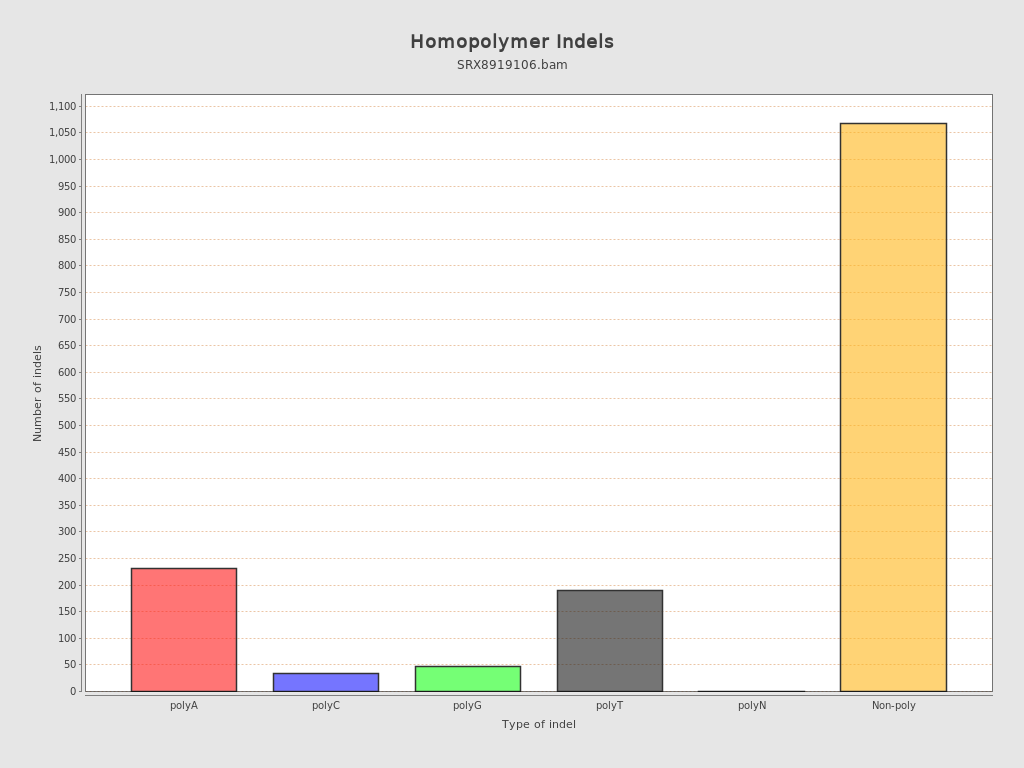 Homopolymer Indels
SRX8919106.bam
1,100
1,050
1,000
950
900
850
800
750
700
650
600
550
500
450
400
350
300
250
200
150
100
50
0
Number of indels
polyA
polyC
polyG
polyT
polyN
Non-poly
Type of indel